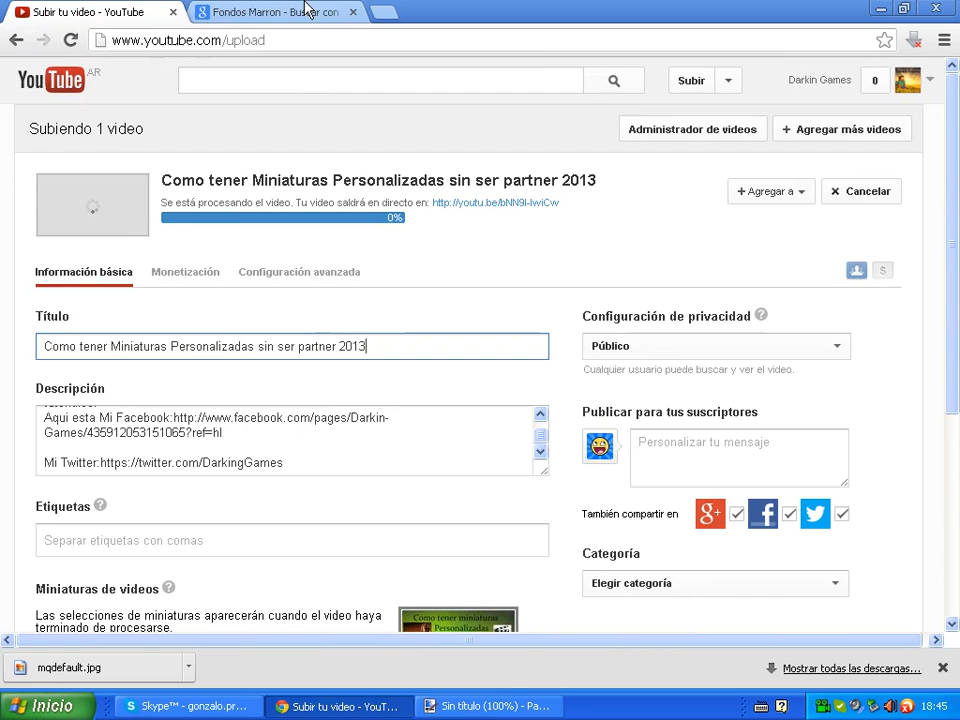 Subir tu video - YouTube
Fondos Marron - Buscar con
www.youtube.com/upload
YouTube AR
Subir
Darkin Games
0
Subiendo 1 video
Administrador de videos
+ Agregar más videos
Como tener Miniaturas Personalizadas sin ser partner 2013
Se está procesando el video. Tu video saldrá en directo en: http://youtu.be/bNN9I-IwiCw
0%
+ Agregar a
Cancelar
Información básica
Monetización
Configuración avanzada
$
Título
Como tener Miniaturas Personalizadas sin ser partner 2013
Descripción
Aqui esta Mi Facebook:http://www.facebook.com/pages/Darkin-
Games/435912053151065?ref=hl
Mi Twitter:https://twitter.com/DarkingGames
Etiquetas ?
Separar etiquetas con comas
Miniaturas de videos ?
Las selecciones de miniaturas aparecerán cuando el video haya
terminado de procesarse.
Como tener miniaturas
Personalizadas
Configuración de privacidad ?
Público
Cualquier usuario puede buscar y ver el video.
Publicar para tus suscriptores
Personalizar tu mensaje
También compartir en
g+
f
Categoría
Elegir categoría
mqdefault.jpg
Mostrar todas las descargas...
Inicio
Skype™ - gonzalo.pr...
Subir tu video - YouT...
Sin título (100%) - Pa...
18:45